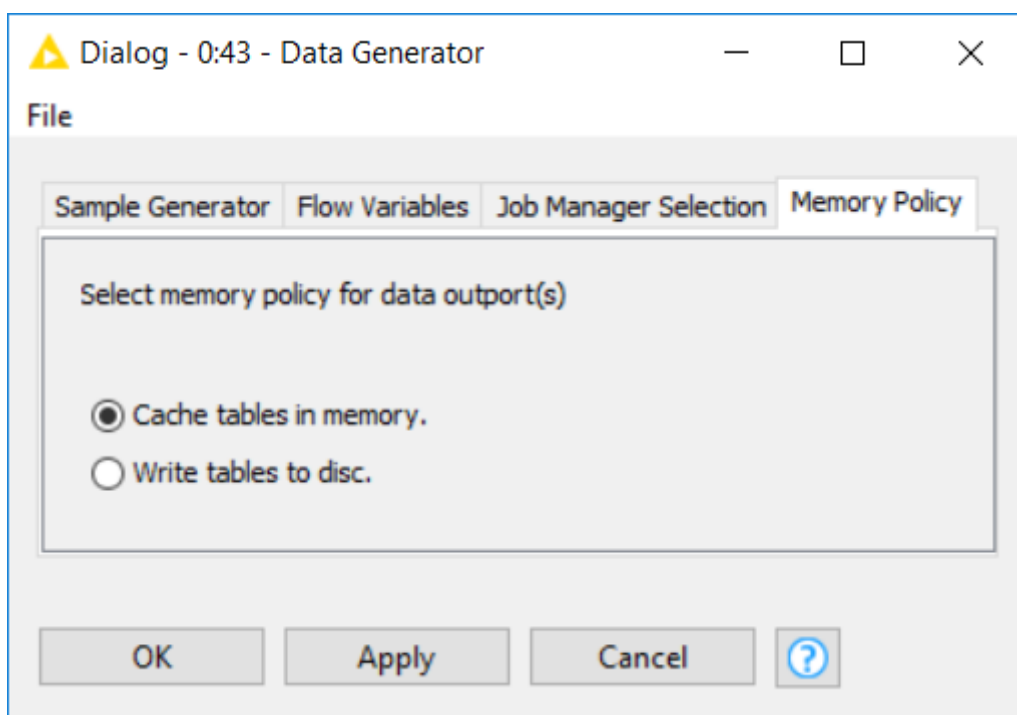 Dialog - 0:43 - Data Generator
File
Sample Generator Flow Variables Job Manager Selection Memory Policy
Select memory policy for data outport(s)
Cache tables in memory.
Write tables to disc.
OK Apply Cancel ?